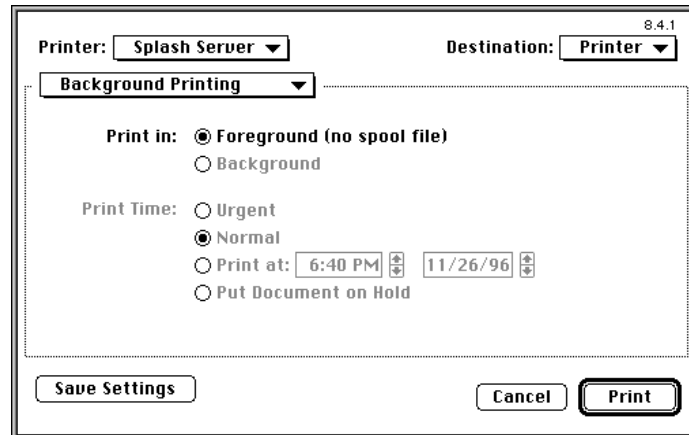 8.4.1
Printer: Splash Server Destination: Printer
Background Printing
Print in: Foreground (no spool file)
Background
Print Time: Urgent
Normal
Print at: 6:40 PM 11/26/96
Put Document on Hold
Save Settings Cancel Print